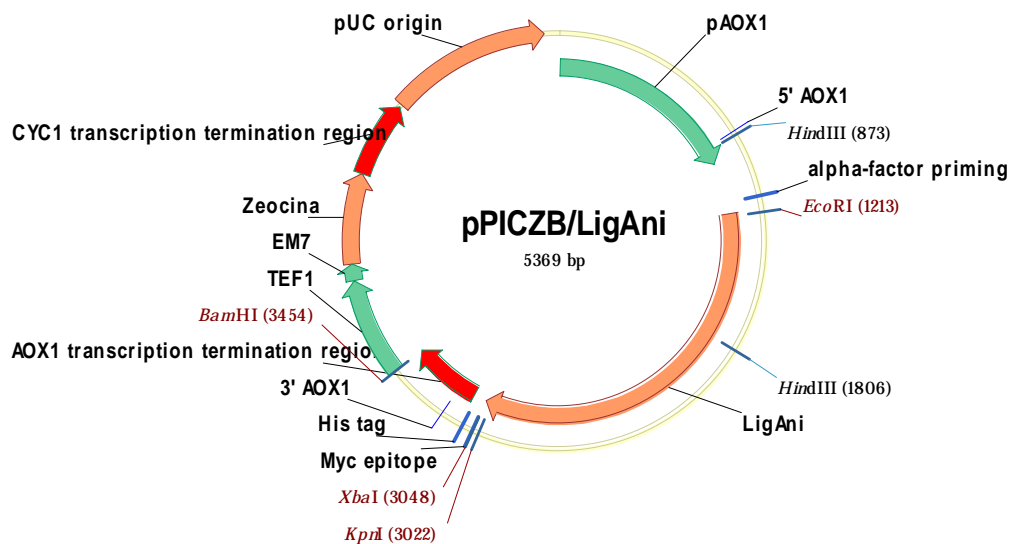 pUC origin
pAOX1
5' AOX1
HindIII (873)
CYC1 transcription termination region
alpha-factor priming
EcoRI (1213)
Zeocina
pPICZB/LigAni
5369 bp
EM7
TEF1
BamHI (3454)
AOX1 transcription termination region
HindIII (1806)
3' AOX1
LigAni
His tag
Myc epitope
XbaI (3048)
KpnI (3022)